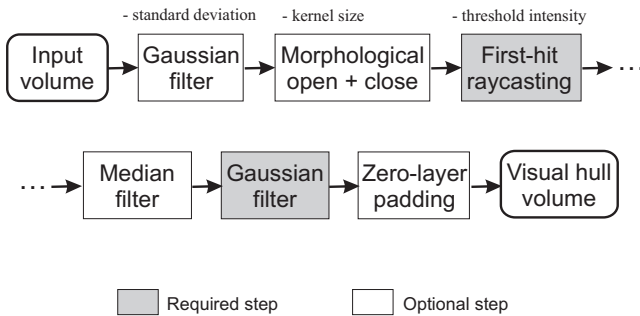 - standard deviation
- kernel size
- threshold intensity
Input
volume
Gaussian
filter
Morphological
open + close
First-hit
raycasting
...
...
Median
filter
Gaussian
filter
Zero-layer
padding
Visual hull
volume
Required step
Optional step